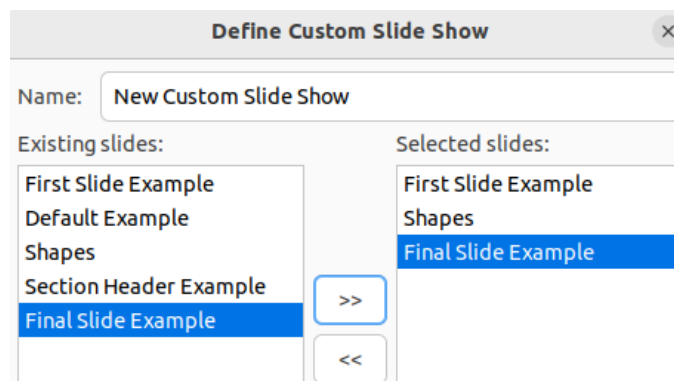 Define Custom Slide Show
Name: New Custom Slide Show
Existing slides:
First Slide Example
Default Example
Shapes
Section Header Example
Final Slide Example
>>
<<
Selected slides:
First Slide Example
Shapes
Final Slide Example